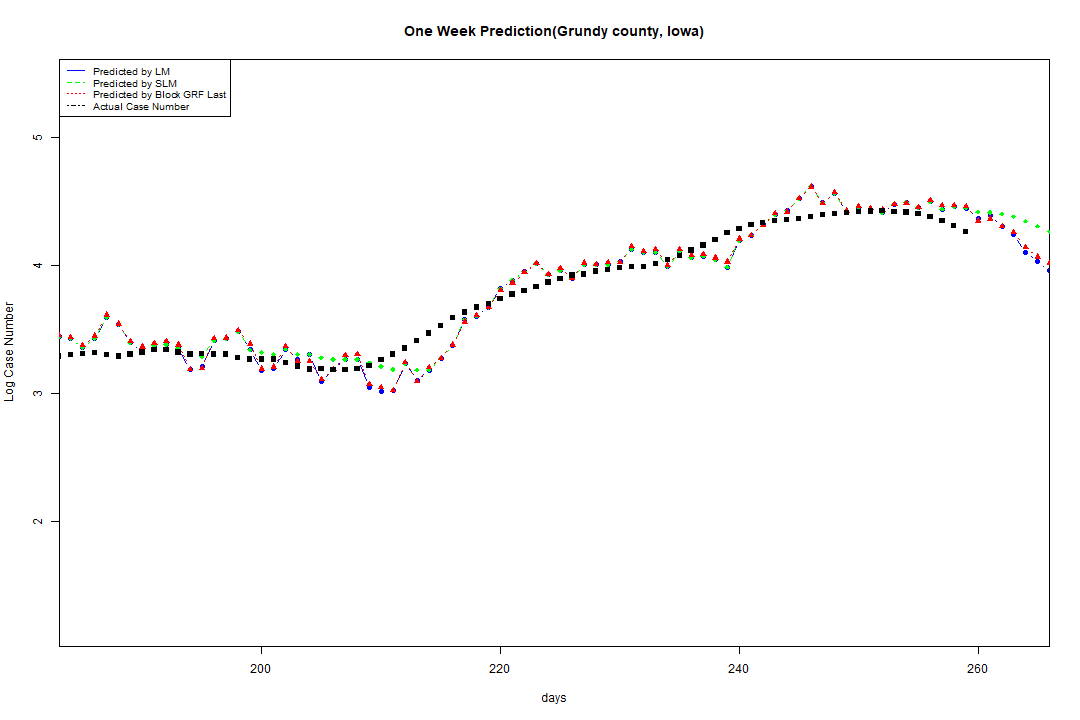 One Week Prediction(Grundy county, Iowa)
Predicted by LM
Predicted by SLM
Predicted by Block GRF Last
Actual Case Number
5
4
3
2
Log Case Number
200 220 240 260
days